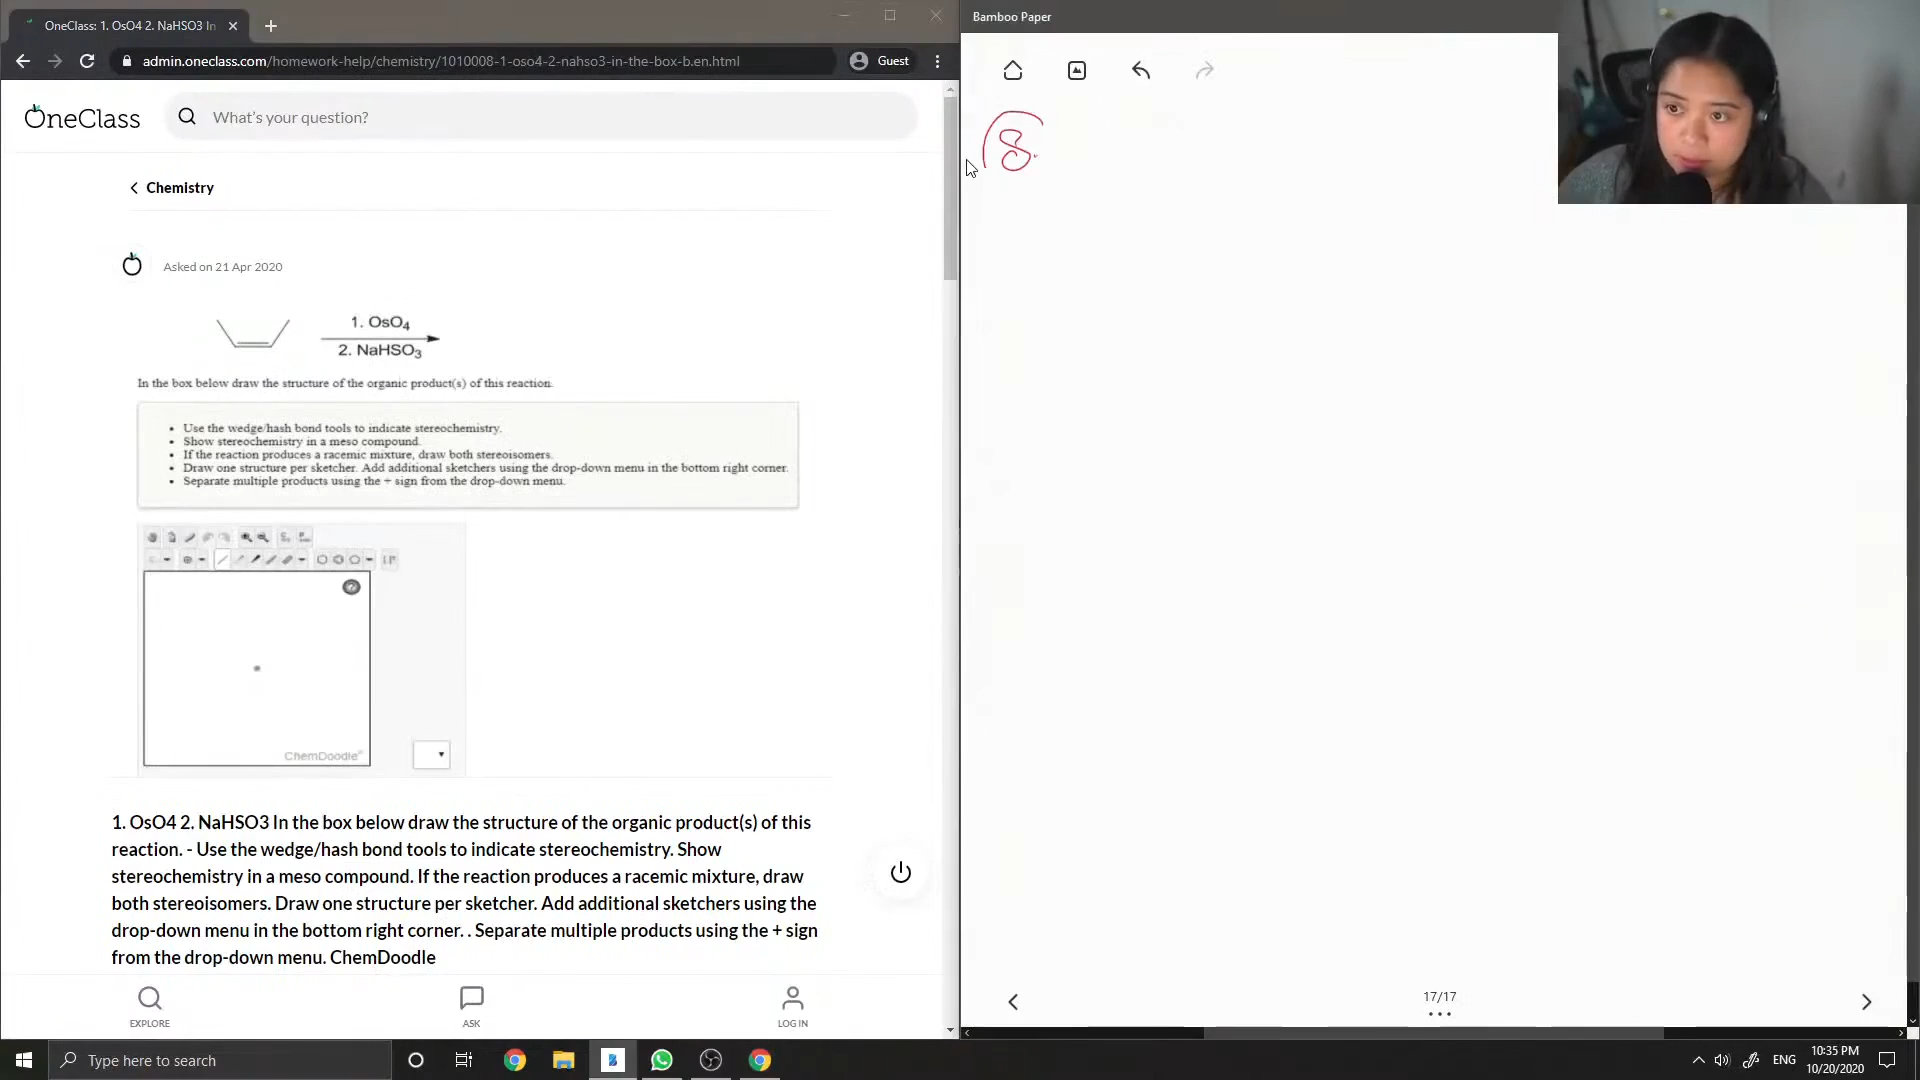 OneClass: 1. OsO4 2. NaHSO3 In
Bamboo Paper
admin.oneclass.com/homework-help/chemistry/1010008-1-oso4-2-nahso3-in-the-box-b.en.html
Guest
OneClass
What's your question?
8.
Chemistry
Asked on 21 Apr 2020
1. OsO4
2. NaHSO3
In the box below draw the structure of the organic product(s) of this reaction.
• Use the wedge/hash bond tools to indicate stereochemistry.
• Show stereochemistry in a meso compound.
• If the reaction produces a racemic mixture, draw both stereoisomers.
• Draw one structure per sketcher. Add additional sketchers using the drop-down menu in the bottom right corner.
• Separate multiple products using the + sign from the drop-down menu.
ChemDoodle
1. OsO4 2. NaHSO3 In the box below draw the structure of the organic product(s) of this
reaction. - Use the wedge/hash bond tools to indicate stereochemistry. Show
stereochemistry in a meso compound. If the reaction produces a racemic mixture, draw
both stereoisomers. Draw one structure per sketcher. Add additional sketchers using the
drop-down menu in the bottom right corner. . Separate multiple products using the + sign
from the drop-down menu. ChemDoodle
EXPLORE
ASK
LOG IN
17/17
Type here to search
ENG
10:35 PM
10/20/2020